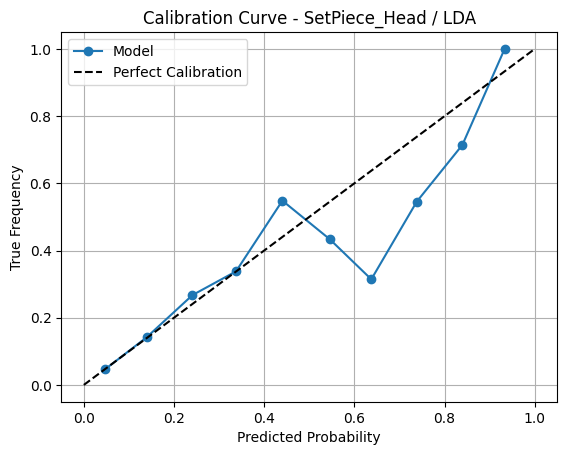 Calibration Curve - SetPiece_Head / LDA
Model
Perfect Calibration
True Frequency
1.0
0.8
0.6
0.4
0.2
0.0
0.0 0.2 0.4 0.6 0.8 1.0
Predicted Probability